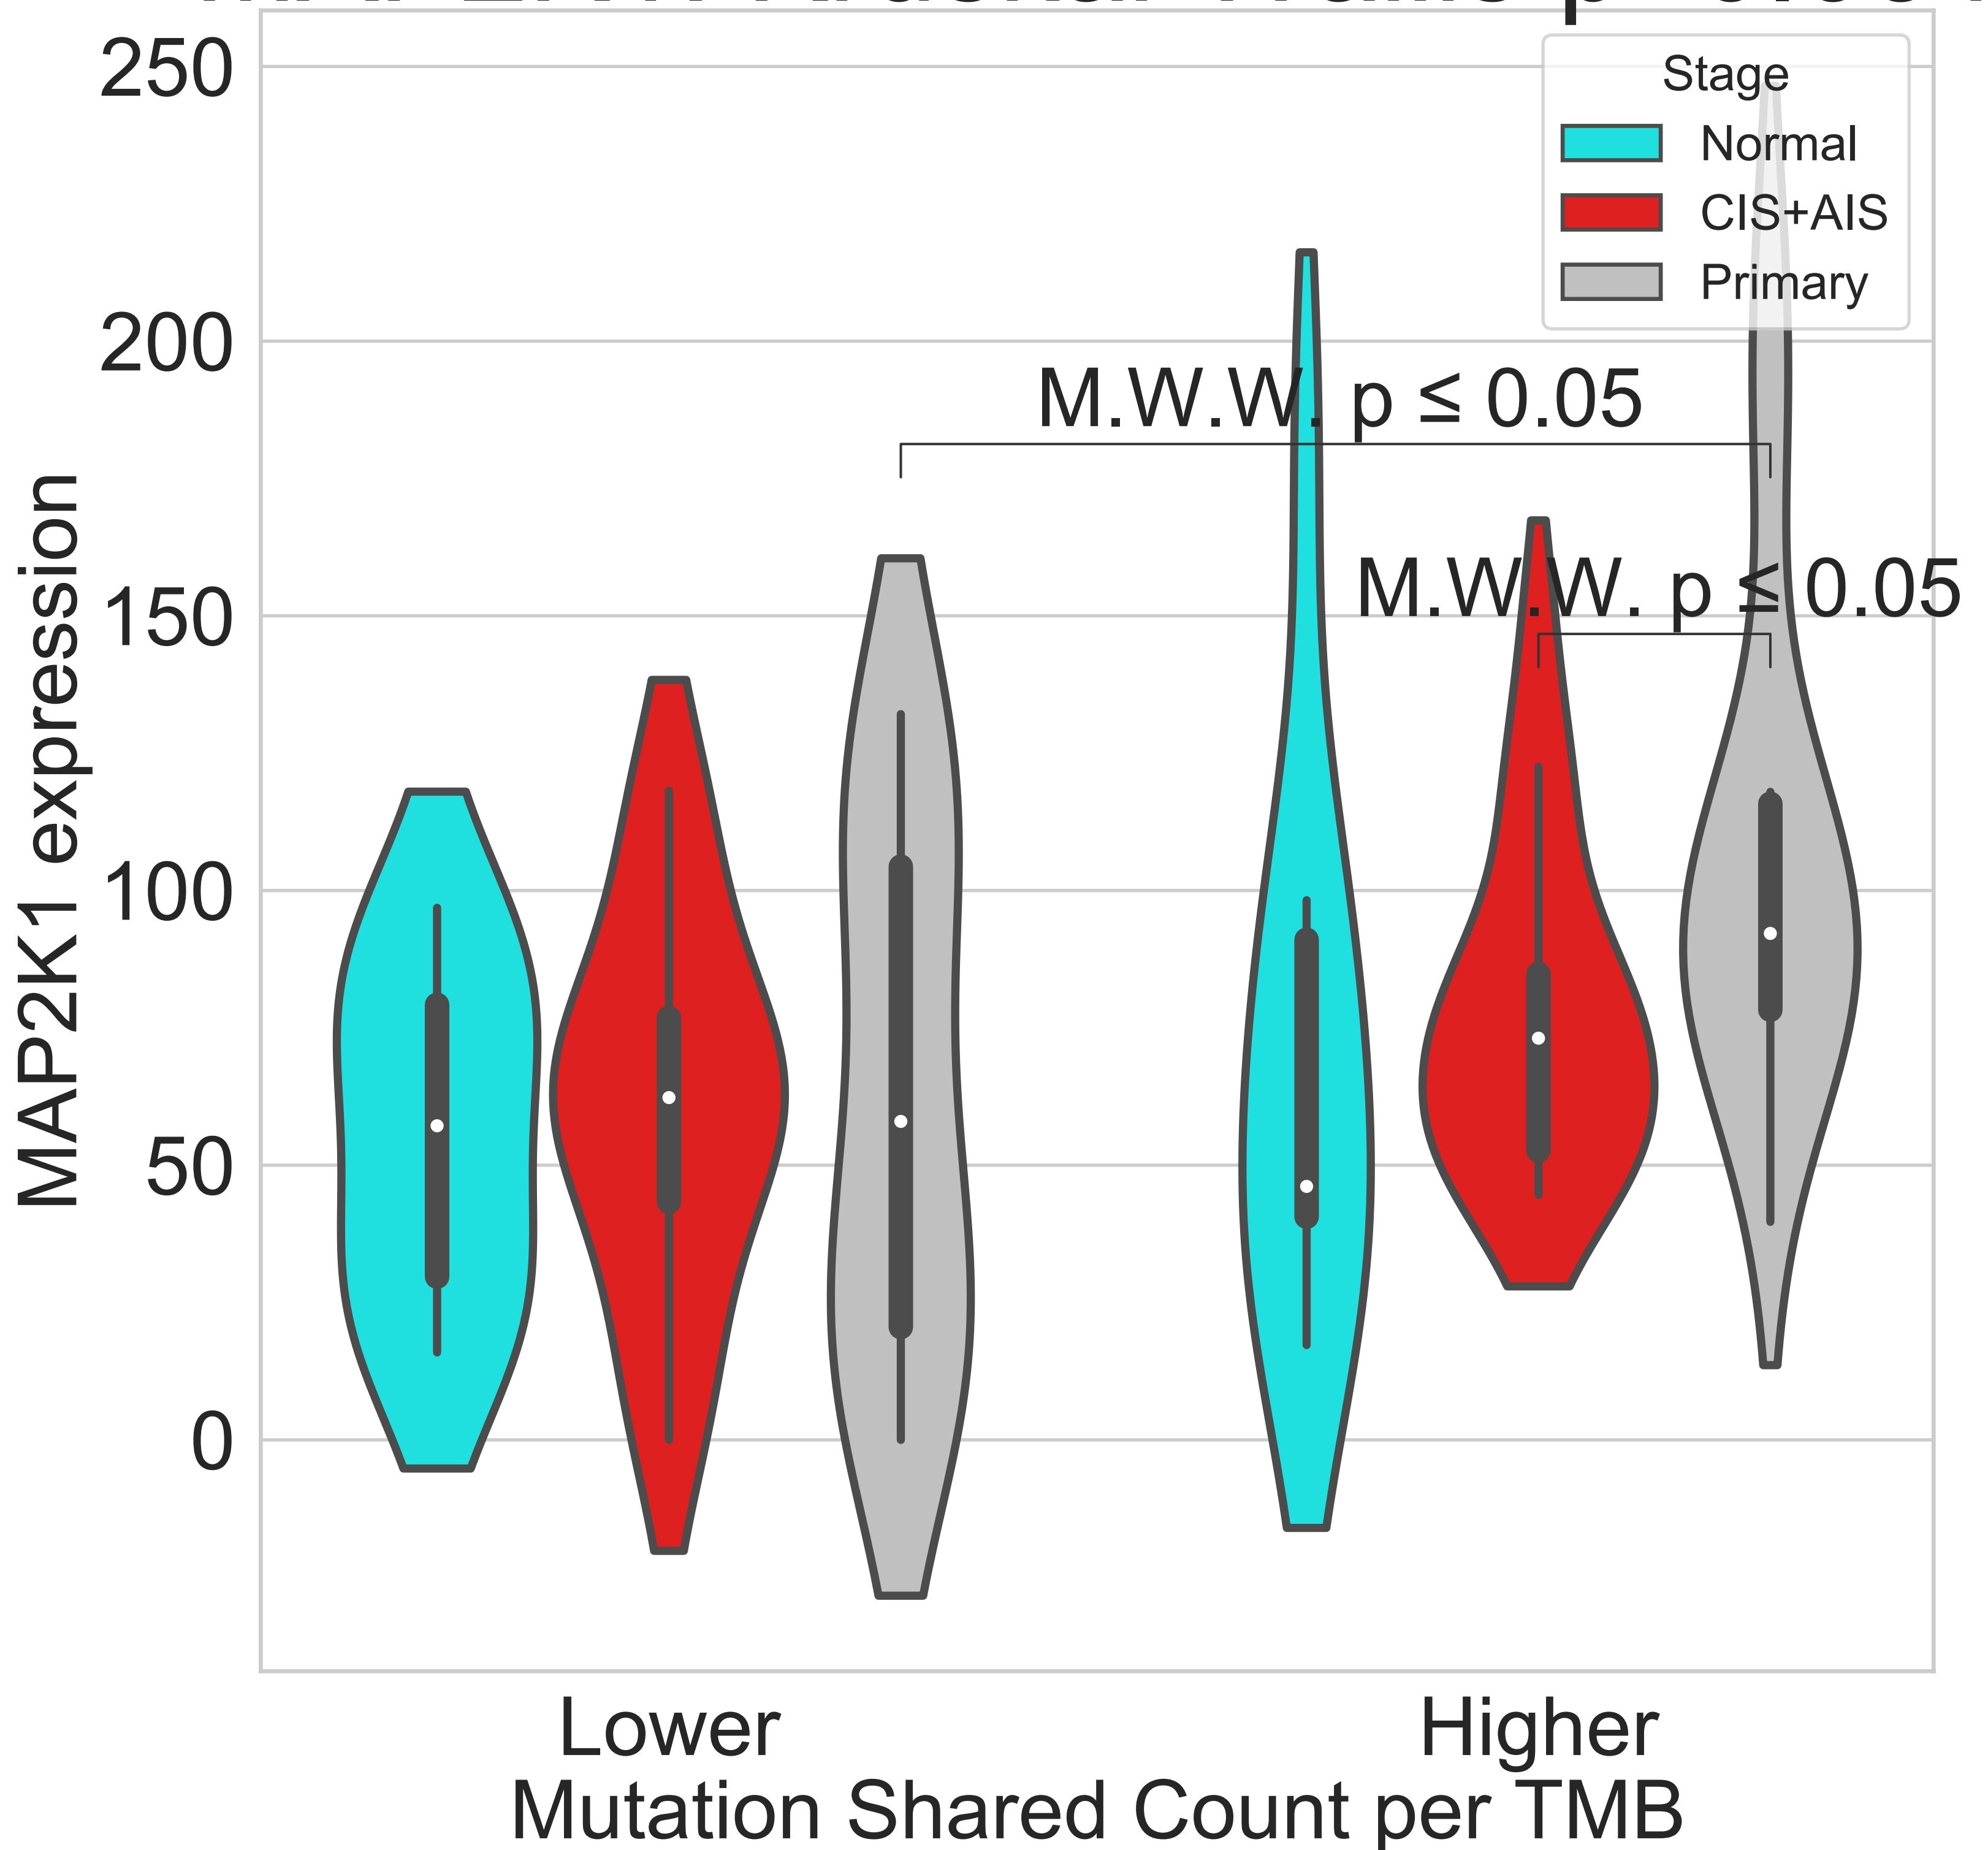 250
200
150
100
50
0
MAP2K1 expression
Stage
Normal
CIS+AIS
Primary
M.W.W. p ≤ 0.05
M.W.W. p ≤ 0.05
Lower
Higher
Mutation Shared Count per TMB